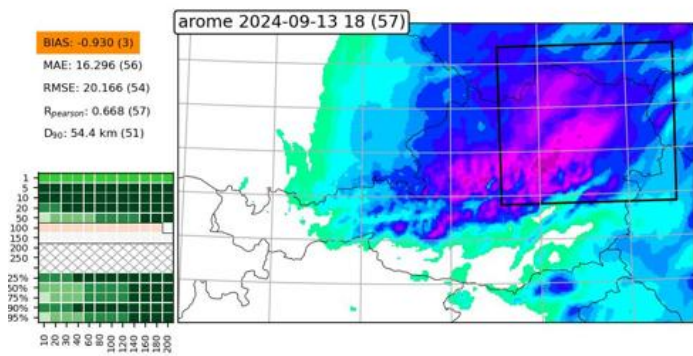 arome 2024-09-13 18 (57)
BIAS: -0.930 (3)
MAE: 16.296 (56)
RMSE: 20.166 (54)
Rpearson: 0.668 (57)
D90: 54.4 km (51)
1
5
10
20
50
100
150
200
250
25%
50%
75%
90%
95%
10 20 30 40 60 80 100 120 140 160 180 200